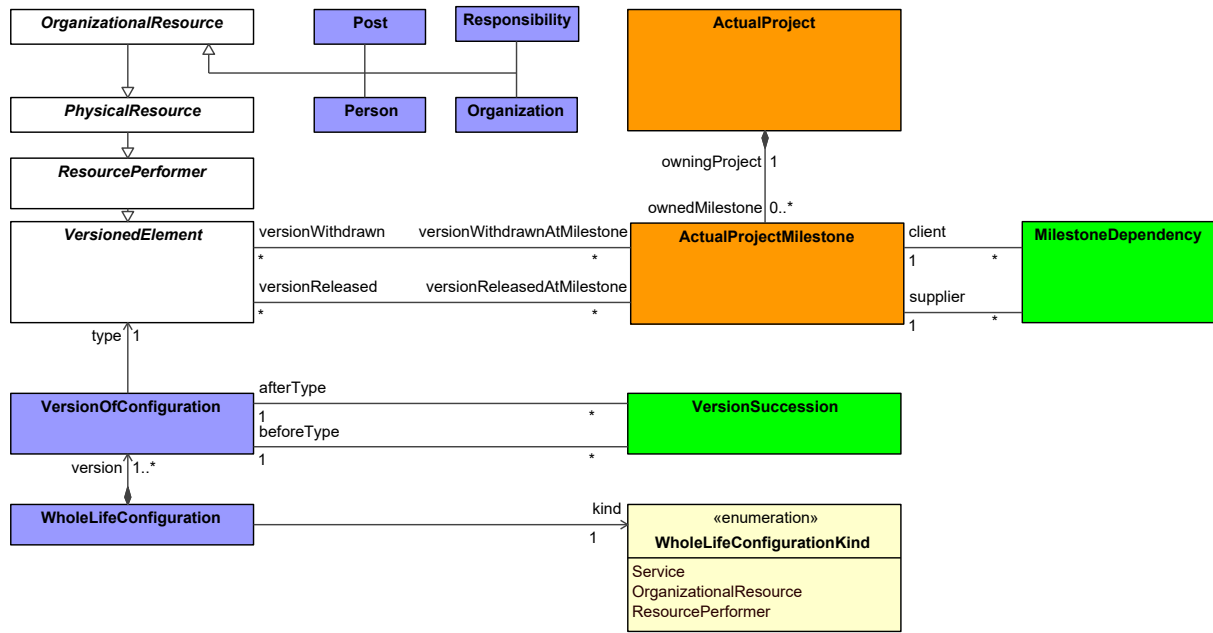 OrganizationalResource
Post
Responsibility
ActualProject
PhysicalResource
Person
Organization
ResourcePerformer
owningProject 1
ownedMilestone 0..*
VersionedElement
versionWithdrawn versionWithdrawnAtMilestone
* *
versionReleased versionReleasedAtMilestone
* *
ActualProjectMilestone
client
1 *
supplier
1 *
MilestoneDependency
type 1
VersionOfConfiguration
afterType
1 *
beforeType
1 *
VersionSuccession
version 1..*
WholeLifeConfiguration
kind
1
«enumeration»
WholeLifeConfigurationKind
Service
OrganizationalResource
ResourcePerformer